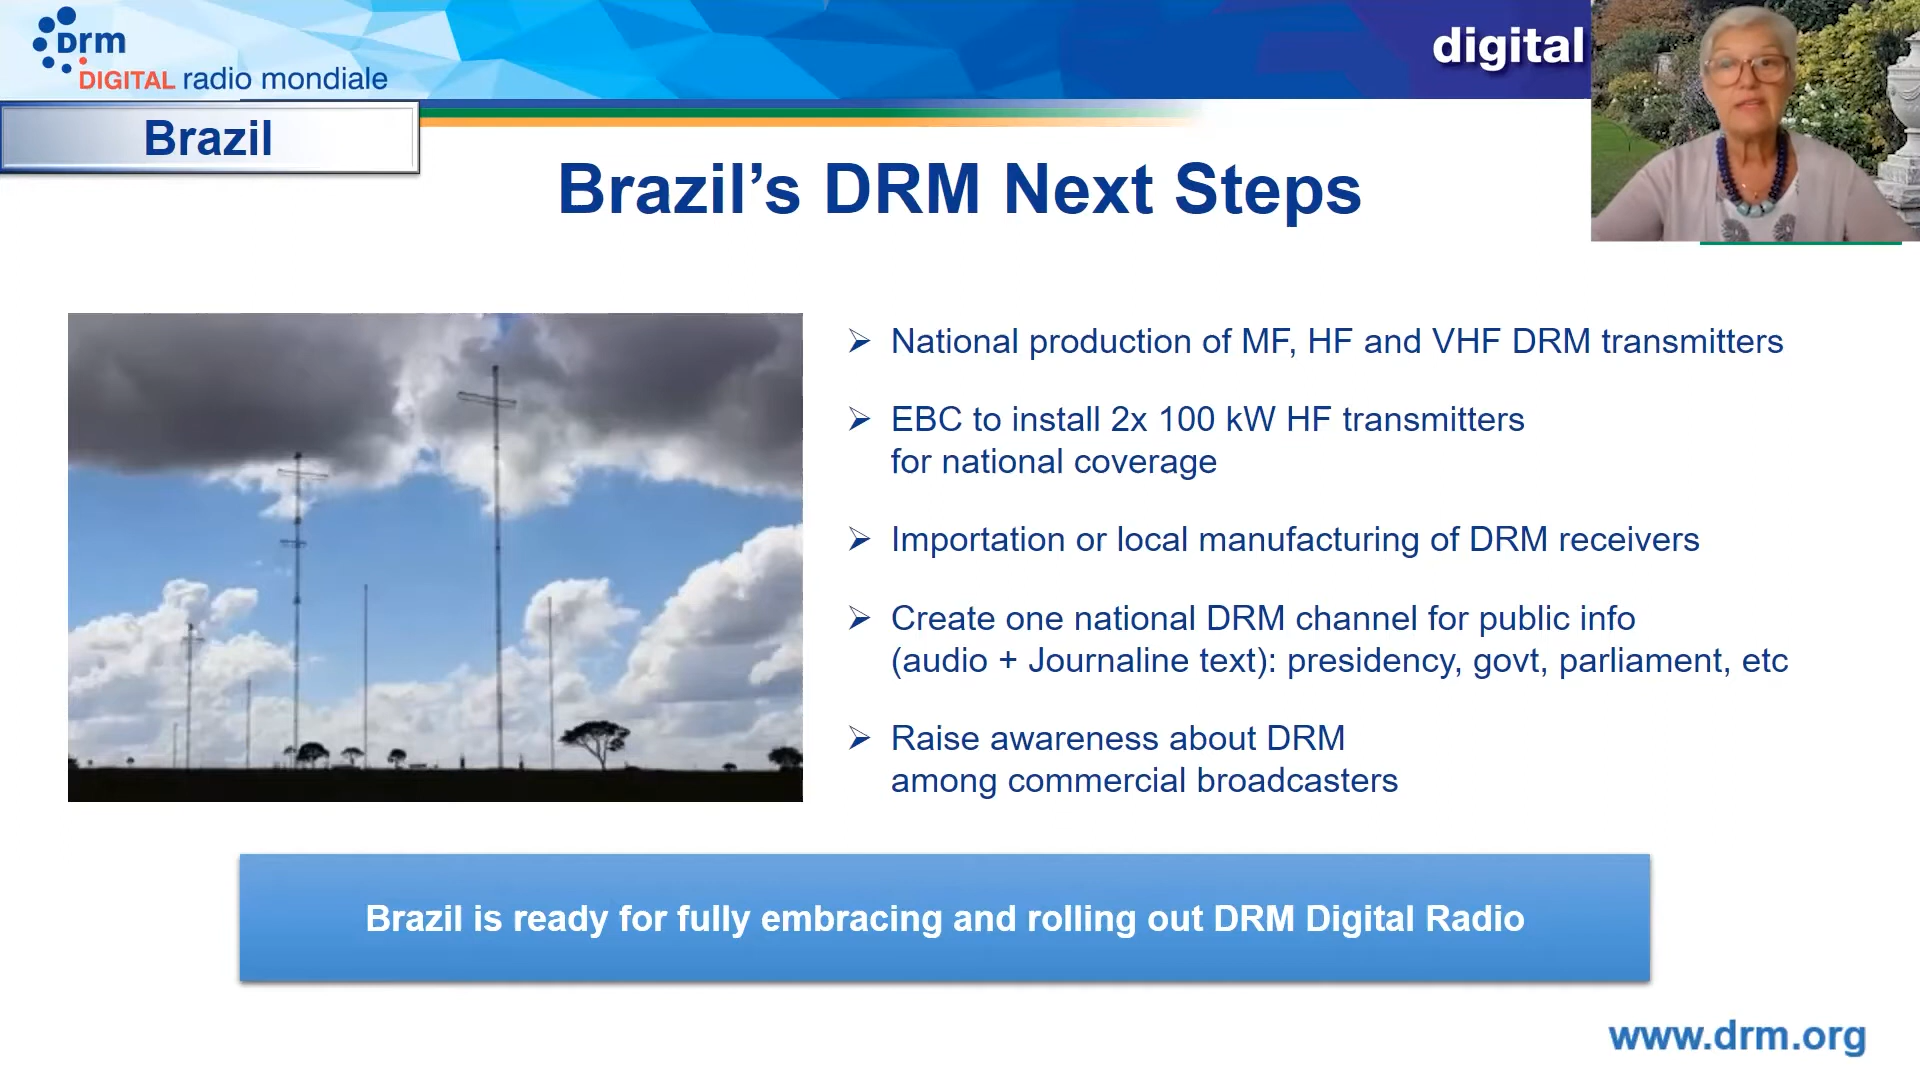 Drm
DIGITAL radio mondiale
digital
Brazil
Brazil’s DRM Next Steps
➢ National production of MF, HF and VHF DRM transmitters
➢ EBC to install 2x 100 kW HF transmitters
for national coverage
➢ Importation or local manufacturing of DRM receivers
➢ Create one national DRM channel for public info
(audio + Journaline text): presidency, govt, parliament, etc
➢ Raise awareness about DRM
among commercial broadcasters
Brazil is ready for fully embracing and rolling out DRM Digital Radio
www.drm.org